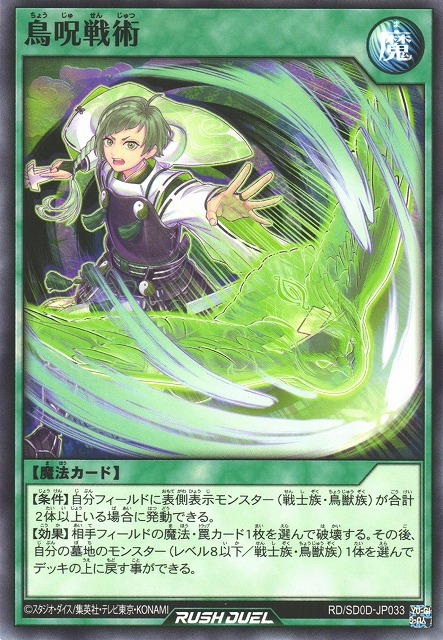 鳥呪戦術
魔
【魔法カード】
【条件】自分フィールドに表側表示モンスター(戦士族・鳥獣族)が合計
2体以上いる場合に発動できる。
【効果】相手フィールドの魔法・罠カード1枚を選んで破壊する。その後、
自分の墓地のモンスター(レベル8以下/戦士族・鳥獣族)1体を選んで
デッキの上に戻す事ができる。
©スタジオ・ダイス/集英社・テレビ東京・KONAMI
RUSH DUEL
RD/SD0D-JP033